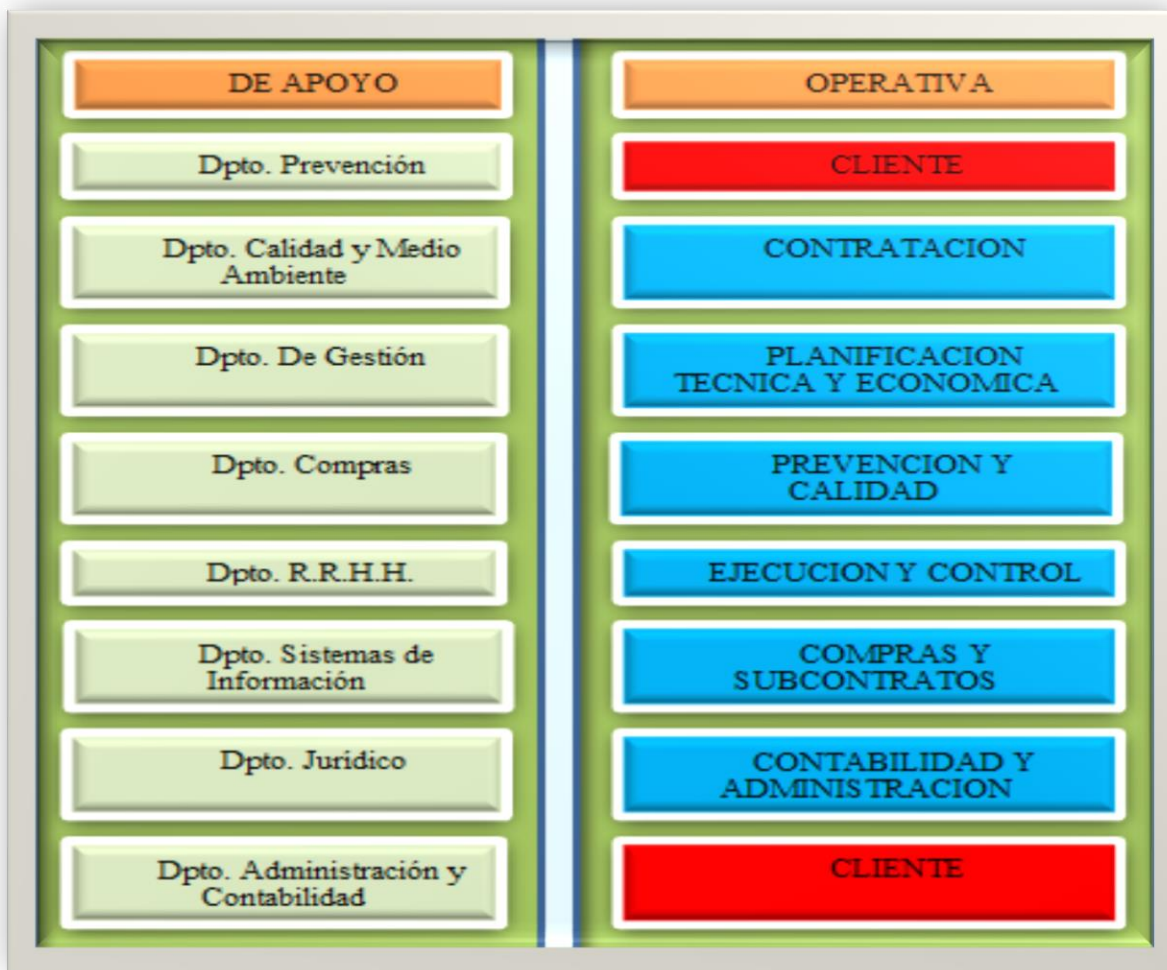 DE APOYO
Dpto. Prevención
Dpto. Calidad y Medio
Ambiente
Dpto. De Gestión
Dpto. Compras
Dpto. R.R.H.H.
Dpto. Sistemas de
Información
Dpto. Jurídico
Dpto. Administración y
Contabilidad
OPERATIVA
CLIENTE
CONTRATACION
PLANIFICACION
TECNICA Y ECONOMICA
PREVENCION Y
CALIDAD
EJECUCION Y CONTROL
COMPRAS Y
SUBCONTRATOS
CONTABILIDAD Y
ADMINISTRACION
CLIENTE